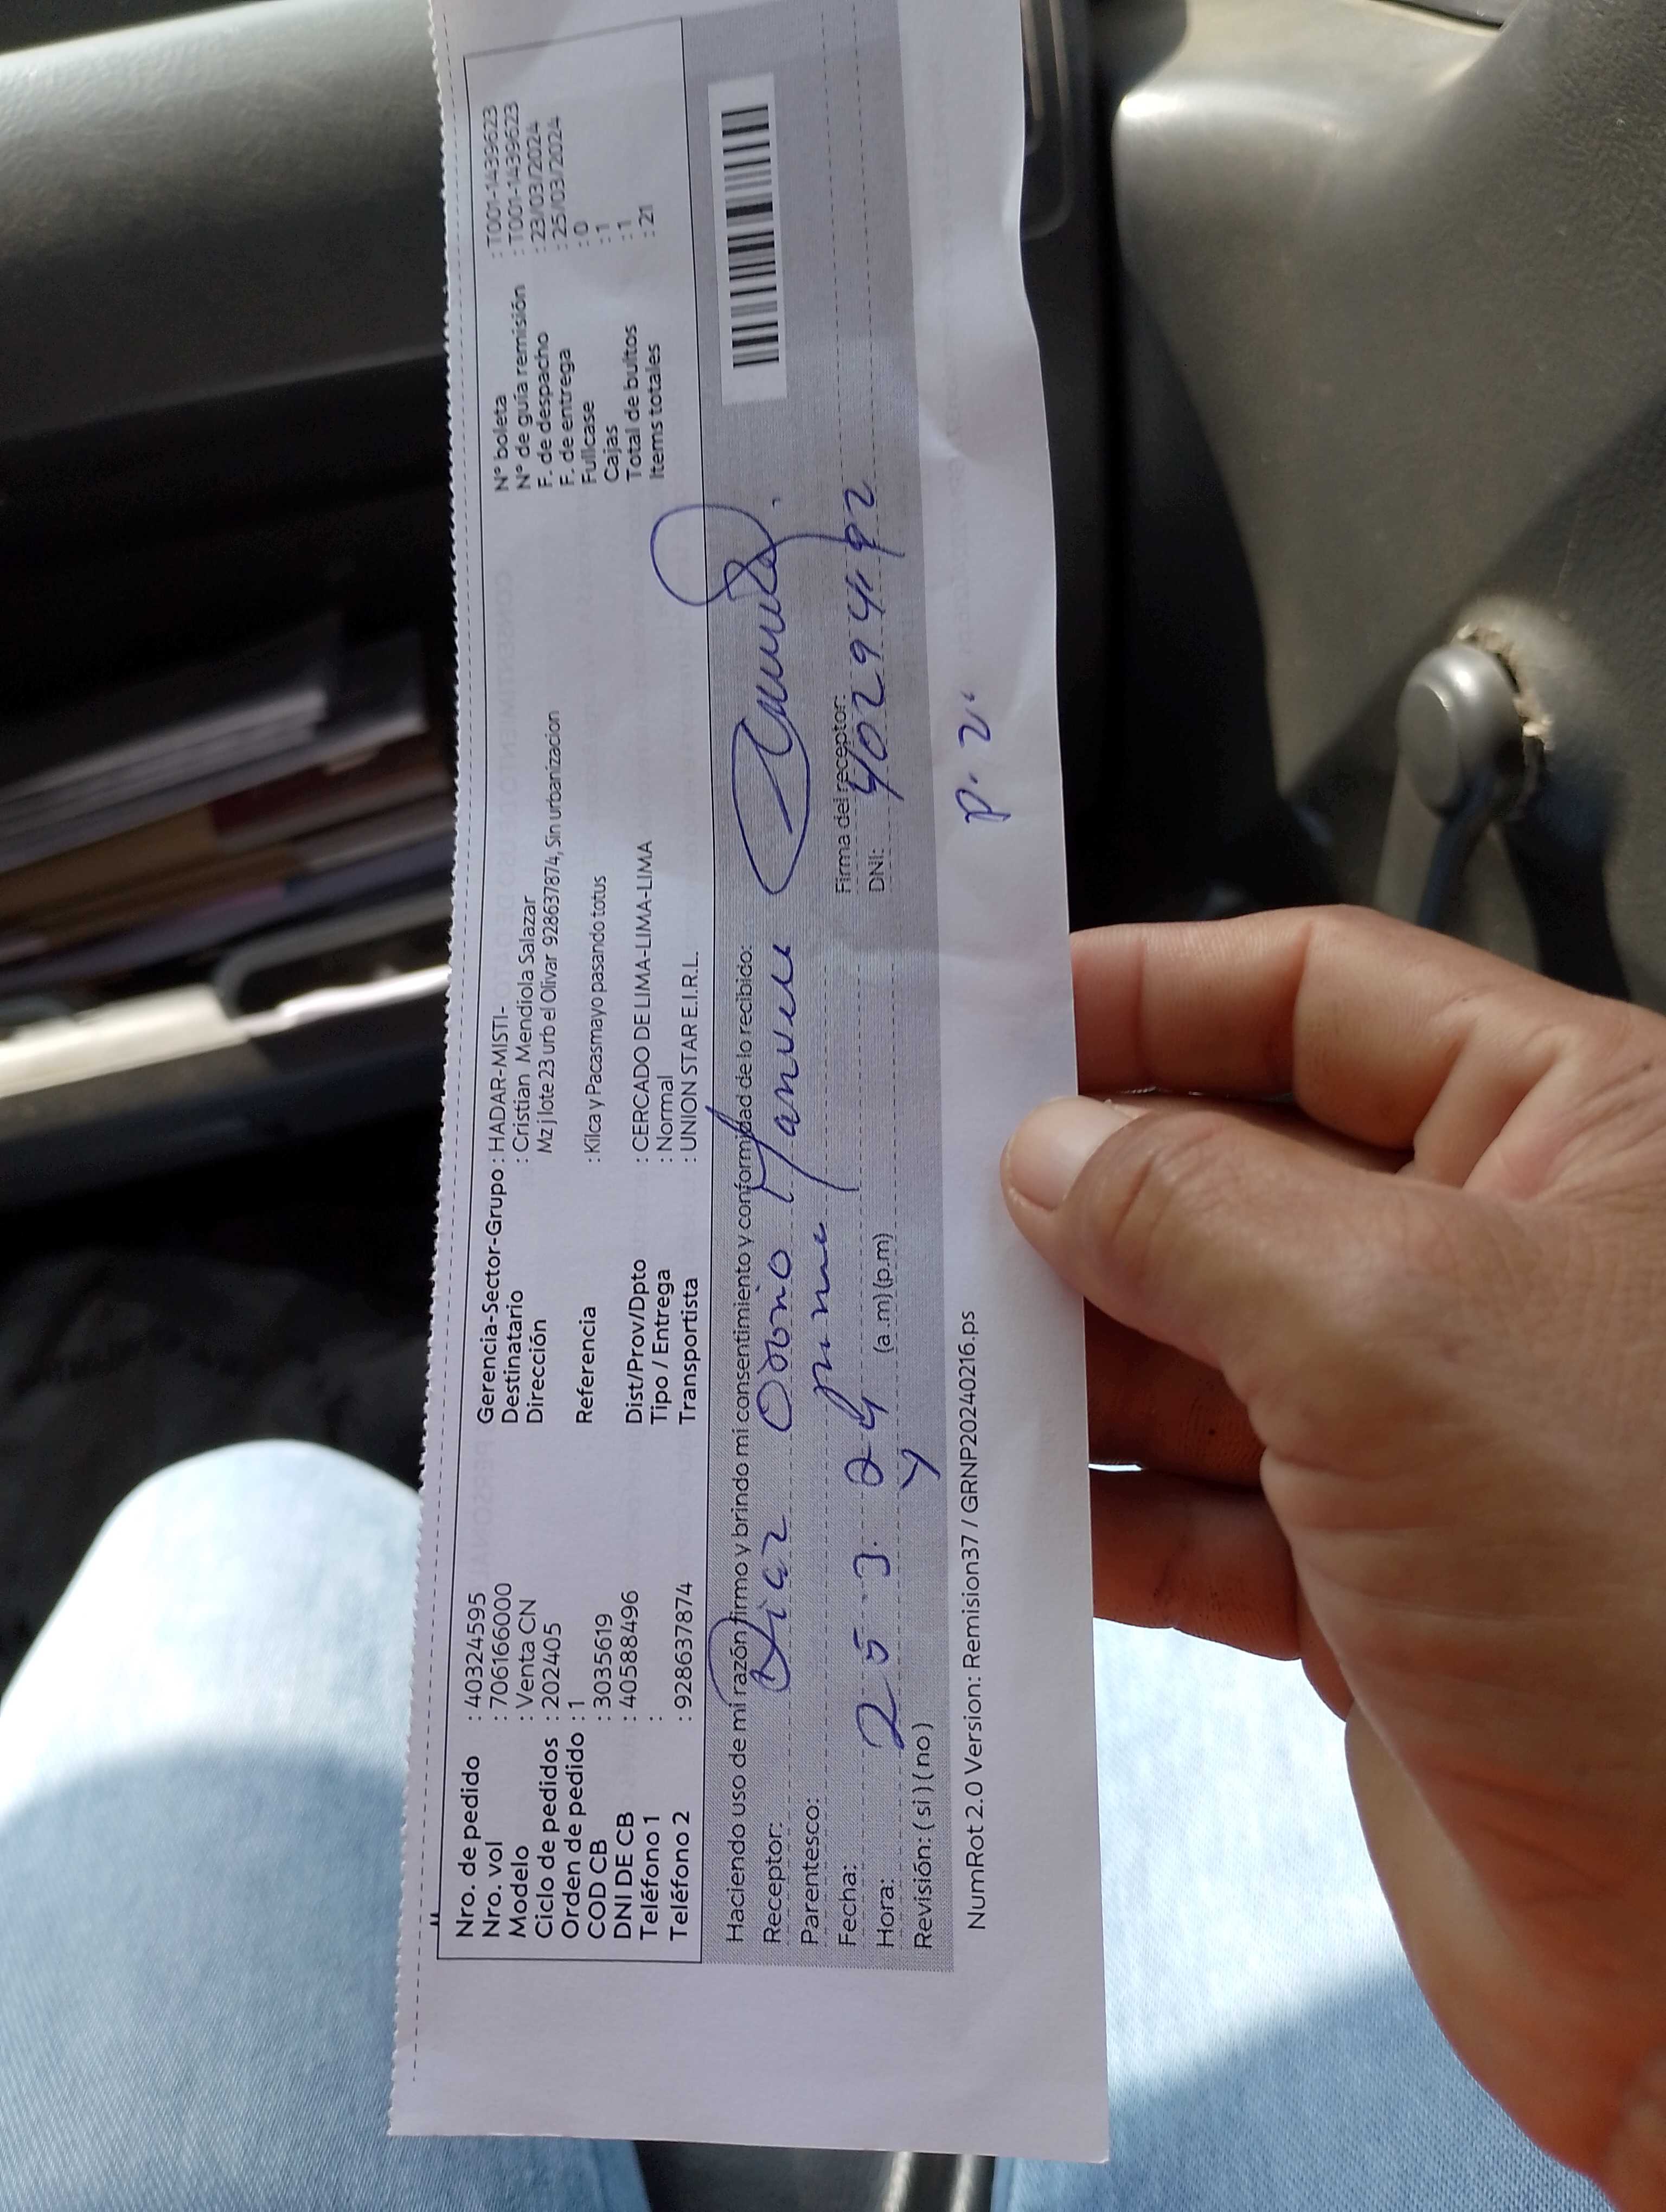 Nro. de pedido : 40324595
Nro. vol : 706166000
Modelo : Venta CN
Ciclo de pedidos : 202405
Orden de pedido : 1
COD CB : 3035619
DNI DE CB : 40588496
Teléfono 1 :
Teléfono 2 : 928637874
Gerencia-Sector-Grupo : HADAR-MISTI-
Destinatario : Cristian Mendiola Salazar
Dirección Mz j lote 23 urb el Olivar 928637874, Sin urbanizacion
Referencia : Kilca y Pacasmayo pasando totus
Dist/Prov/Dpto : CERCADO DE LIMA-LIMA-LIMA
Tipo / Entrega : Normal
Transportista : UNION STAR E.I.R.L.
N° boleta : T001-1439623
N° de guía remisión : T001-1439623
F. de despacho : 23/03/2024
F. de entrega : 25/03/2024
Fullcase : 0
Cajas : 1
Total de bultos : 1
Items totales : 21
Haciendo uso de mi razón firmo y brindo mi consentimiento y conformidad de lo recibido:
Receptor: Diaz Manuel
Parentesco:
Fecha: 25 3. 24
Hora: (a.m) (p.m)
Revisión: ( si ) ( no )
Firma del receptor:
DNI: 40294192
P. 2.
NumRot 2.0 Version: Remision37 / GRNP20240216.ps